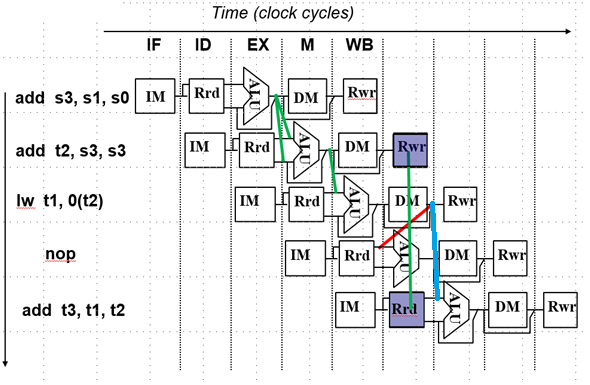 Time (clock cycles)
IF ID EX M WB
add s3, s1, s0 IM Rrd ALU DM Rwr
add t2, s3, s3 IM Rrd ALU DM Rwr
lw t1, 0(t2) IM Rrd ALU DM Rwr
nop IM Rrd ALU DM Rwr
add t3, t1, t2 IM Rrd ALU DM Rwr